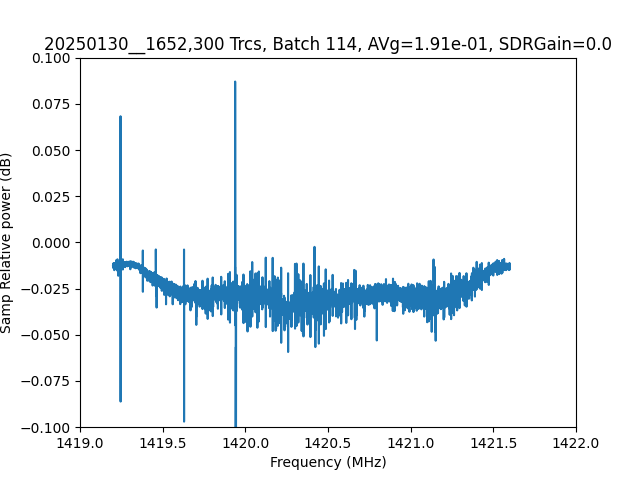 20250130__1652,300 Trcs, Batch 114, AVg=1.91e-01, SDRGain=0.0
0.100
0.075
0.050
0.025
0.000
−0.025
−0.050
−0.075
−0.100
Samp Relative power (dB)
1419.0 1419.5 1420.0 1420.5 1421.0 1421.5 1422.0
Frequency (MHz)